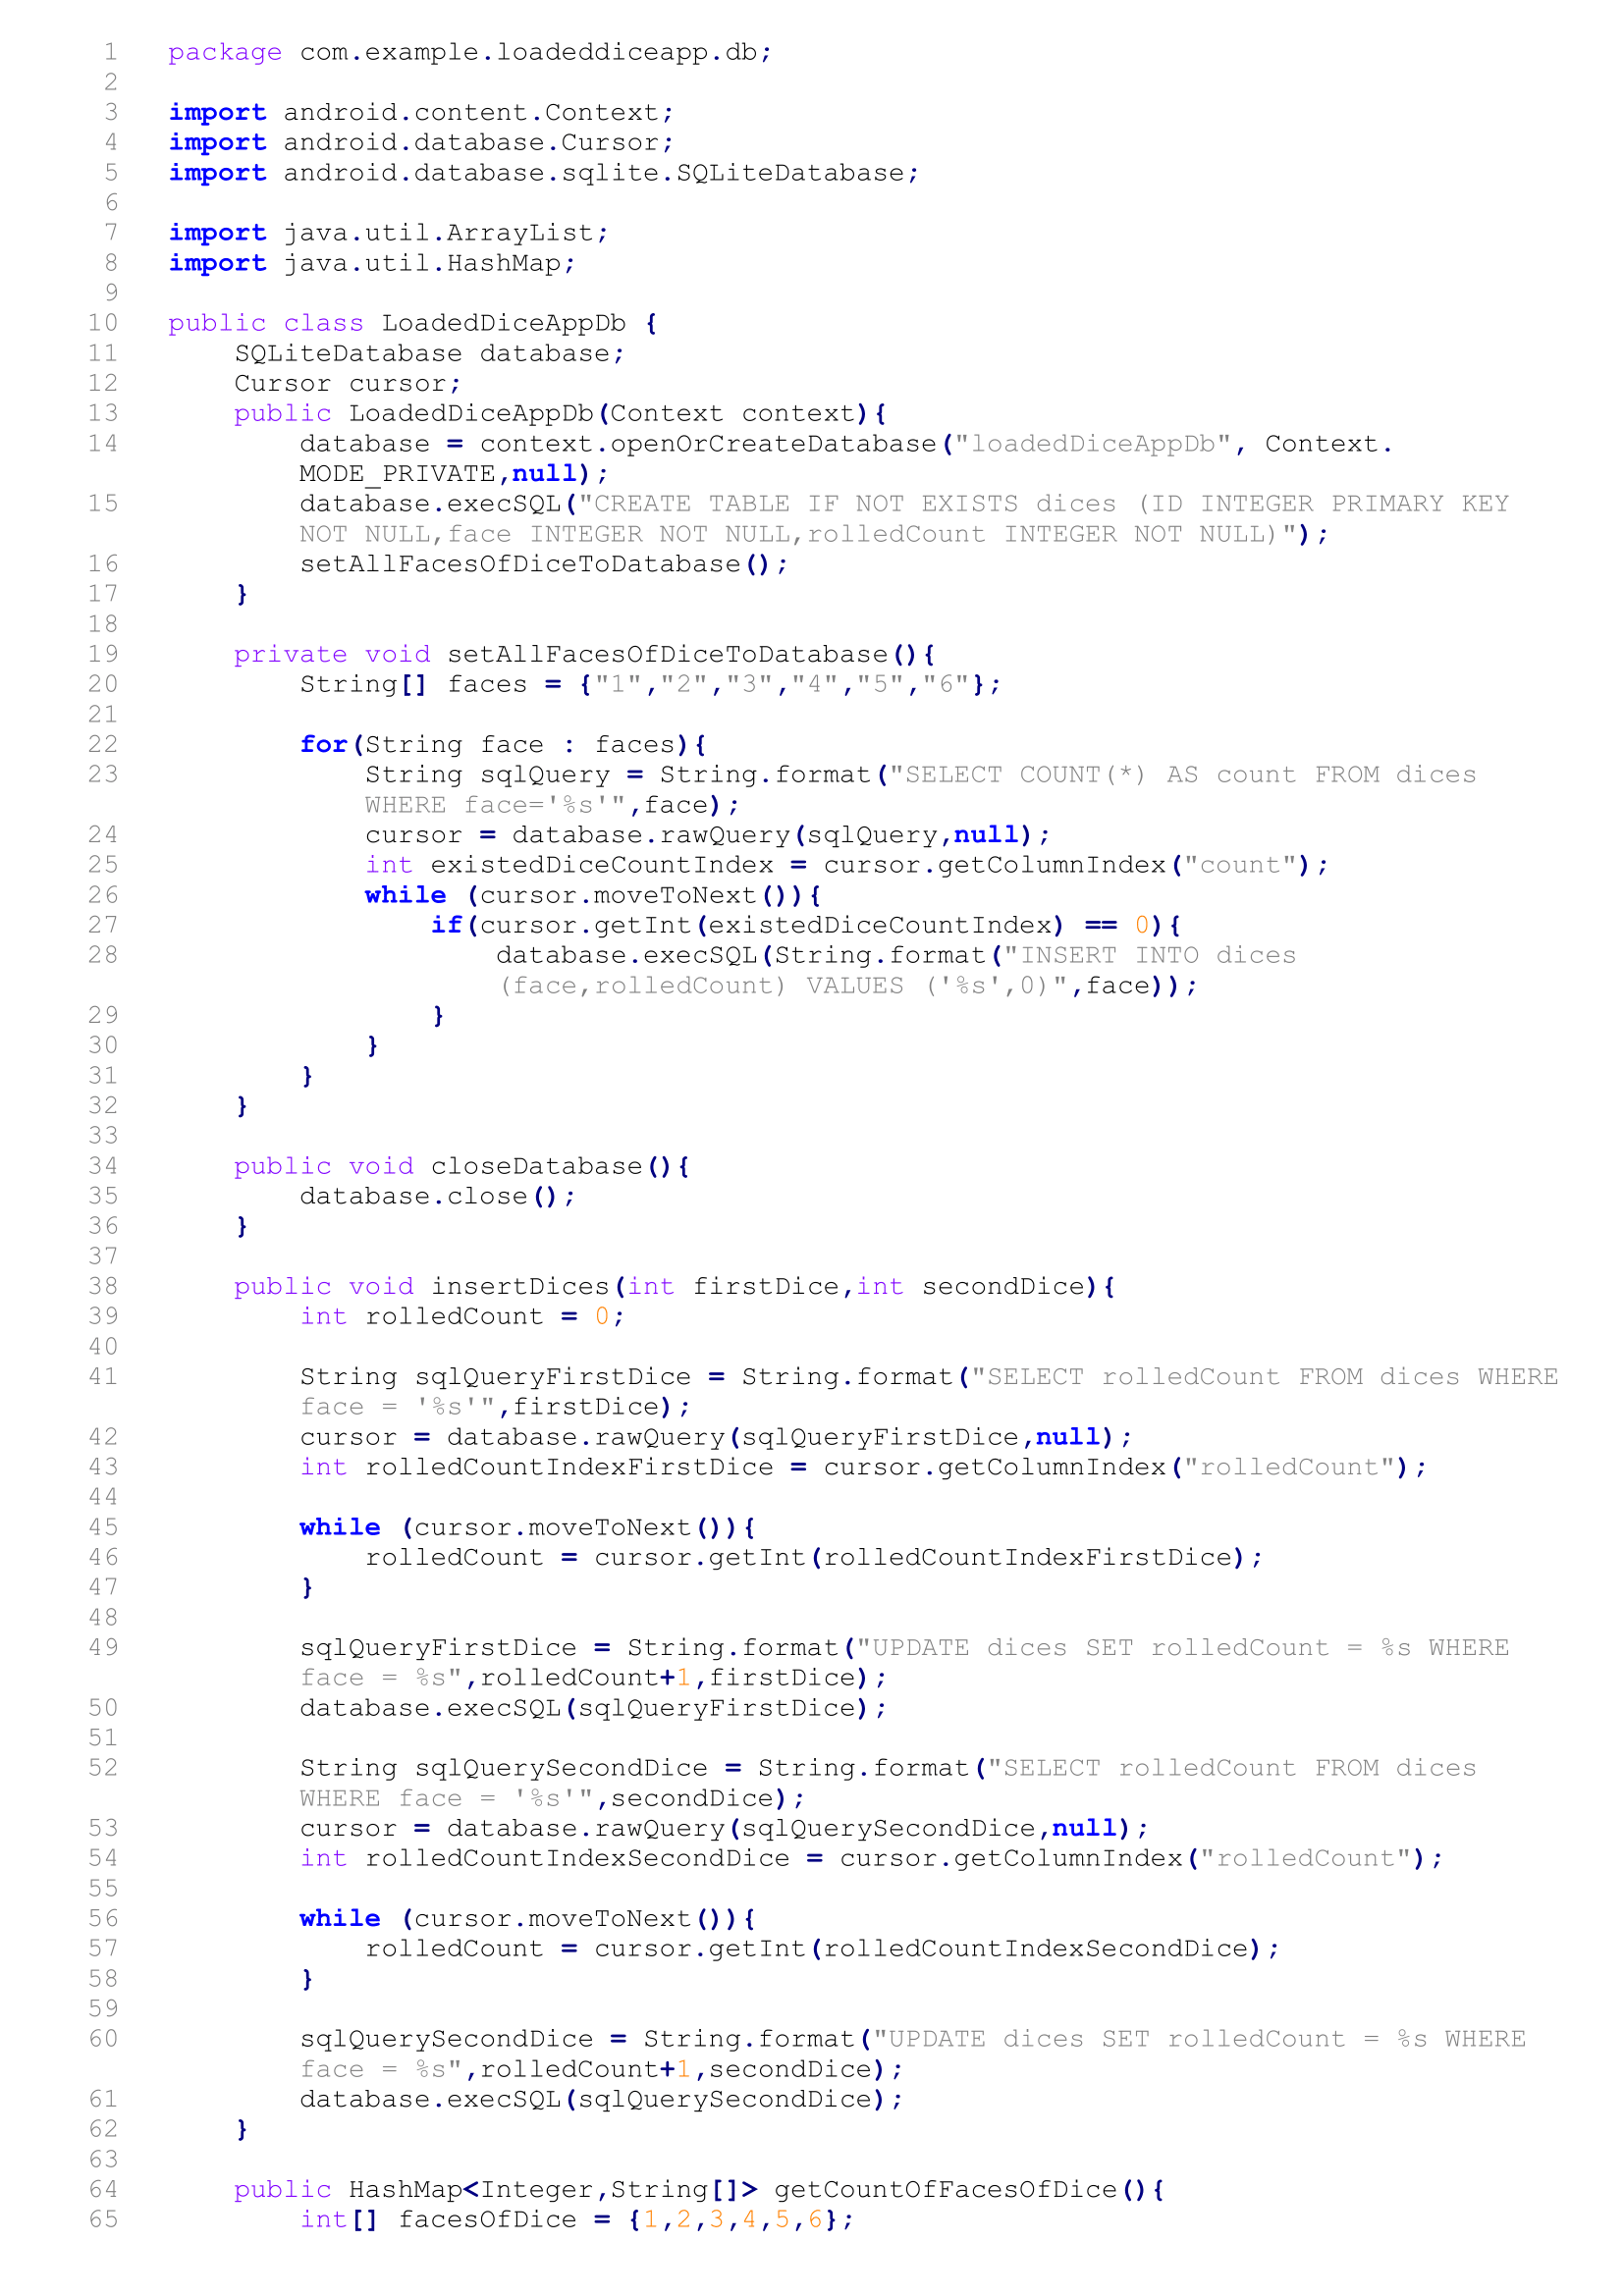 1 package com.example.loadeddiceapp.db;
2
3 import android.content.Context;
4 import android.database.Cursor;
5 import android.database.sqlite.SQLiteDatabase;
6
7 import java.util.ArrayList;
8 import java.util.HashMap;
9
10 public class LoadedDiceAppDb {
11 SQLiteDatabase database;
12 Cursor cursor;
13 public LoadedDiceAppDb(Context context){
14 database = context.openOrCreateDatabase("loadedDiceAppDb", Context.
MODE_PRIVATE,null);
15 database.execSQL("CREATE TABLE IF NOT EXISTS dices (ID INTEGER PRIMARY KEY
NOT NULL,face INTEGER NOT NULL,rolledCount INTEGER NOT NULL)");
16 setAllFacesOfDiceToDatabase();
17 }
18
19 private void setAllFacesOfDiceToDatabase(){
20 String[] faces = {"1","2","3","4","5","6"};
21
22 for(String face : faces){
23 String sqlQuery = String.format("SELECT COUNT(*) AS count FROM dices
WHERE face='%s'",face);
24 cursor = database.rawQuery(sqlQuery,null);
25 int existedDiceCountIndex = cursor.getColumnIndex("count");
26 while (cursor.moveToNext()){
27 if(cursor.getInt(existedDiceCountIndex) == 0){
28 database.execSQL(String.format("INSERT INTO dices
(face,rolledCount) VALUES ('%s',0)",face));
29 }
30 }
31 }
32 }
33
34 public void closeDatabase(){
35 database.close();
36 }
37
38 public void insertDices(int firstDice,int secondDice){
39 int rolledCount = 0;
40
41 String sqlQueryFirstDice = String.format("SELECT rolledCount FROM dices WHERE
face = '%s'",firstDice);
42 cursor = database.rawQuery(sqlQueryFirstDice,null);
43 int rolledCountIndexFirstDice = cursor.getColumnIndex("rolledCount");
44
45 while (cursor.moveToNext()){
46 rolledCount = cursor.getInt(rolledCountIndexFirstDice);
47 }
48
49 sqlQueryFirstDice = String.format("UPDATE dices SET rolledCount = %s WHERE
face = %s",rolledCount+1,firstDice);
50 database.execSQL(sqlQueryFirstDice);
51
52 String sqlQuerySecondDice = String.format("SELECT rolledCount FROM dices
WHERE face = '%s'",secondDice);
53 cursor = database.rawQuery(sqlQuerySecondDice,null);
54 int rolledCountIndexSecondDice = cursor.getColumnIndex("rolledCount");
55
56 while (cursor.moveToNext()){
57 rolledCount = cursor.getInt(rolledCountIndexSecondDice);
58 }
59
60 sqlQuerySecondDice = String.format("UPDATE dices SET rolledCount = %s WHERE
face = %s",rolledCount+1,secondDice);
61 database.execSQL(sqlQuerySecondDice);
62 }
63
64 public HashMap<Integer,String[]> getCountOfFacesOfDice(){
65 int[] facesOfDice = {1,2,3,4,5,6};